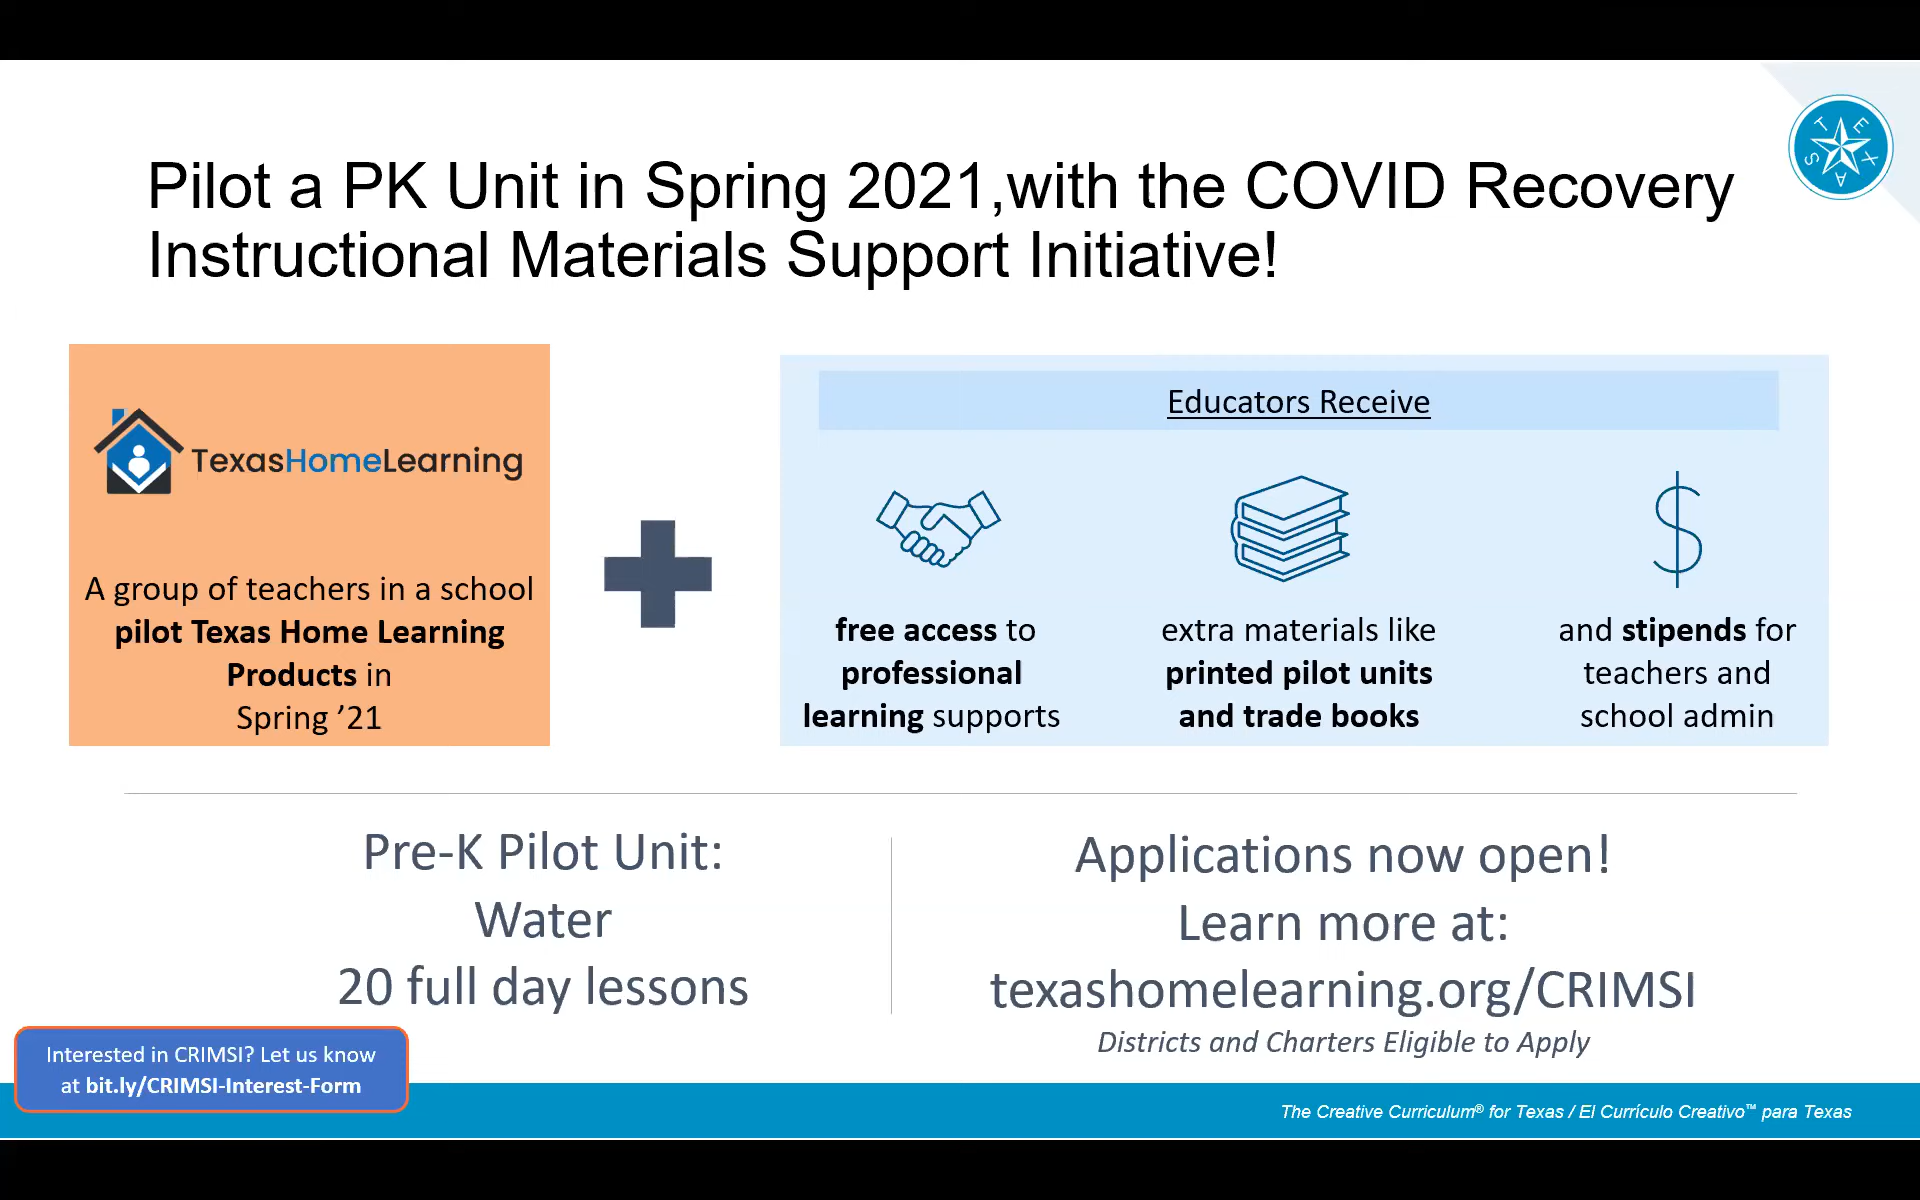 Pilot a PK Unit in Spring 2021,with the COVID Recovery
Instructional Materials Support Initiative!
TEXAS
TexasHomeLearning
A group of teachers in a school
pilot Texas Home Learning
Products in
Spring ’21
Educators Receive
free access to
professional
learning supports
extra materials like
printed pilot units
and trade books
and stipends for
teachers and
school admin
Pre-K Pilot Unit:
Water
20 full day lessons
Applications now open!
Learn more at:
texashomelearning.org/CRIMSI
Districts and Charters Eligible to Apply
Interested in CRIMSI? Let us know
at bit.ly/CRIMSI-Interest-Form
The Creative Curriculum® for Texas / El Currículo Creativo™ para Texas